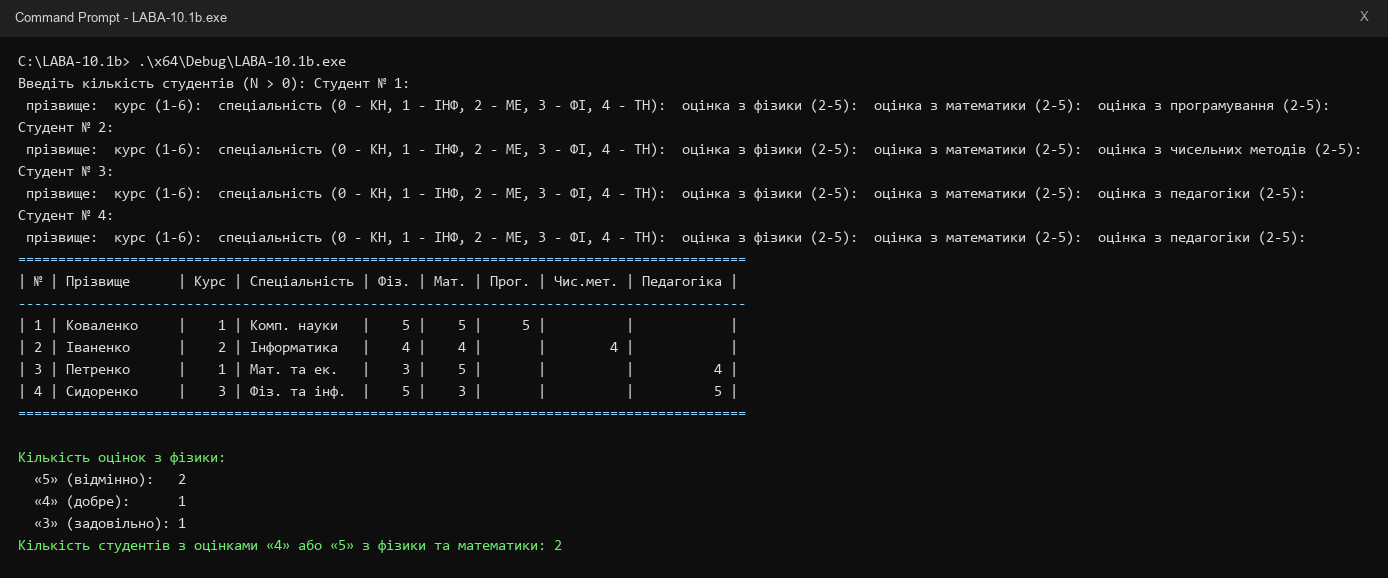 Command Prompt - LABA-10.1b.exe X
C:\LABA-10.1b> .\x64\Debug\LABA-10.1b.exe
Введіть кількість студентів (N > 0): Студент № 1:
 прізвище:  курс (1-6):  спеціальність (0 - КН, 1 - ІНФ, 2 - МЕ, 3 - ФІ, 4 - ТН):  оцінка з фізики (2-5):  оцінка з математики (2-5):  оцінка з програмування (2-5):
Студент № 2:
 прізвище:  курс (1-6):  спеціальність (0 - КН, 1 - ІНФ, 2 - МЕ, 3 - ФІ, 4 - ТН):  оцінка з фізики (2-5):  оцінка з математики (2-5):  оцінка з чисельних методів (2-5):
Студент № 3:
 прізвище:  курс (1-6):  спеціальність (0 - КН, 1 - ІНФ, 2 - МЕ, 3 - ФІ, 4 - ТН):  оцінка з фізики (2-5):  оцінка з математики (2-5):  оцінка з педагогіки (2-5):
Студент № 4:
 прізвище:  курс (1-6):  спеціальність (0 - КН, 1 - ІНФ, 2 - МЕ, 3 - ФІ, 4 - ТН):  оцінка з фізики (2-5):  оцінка з математики (2-5):  оцінка з педагогіки (2-5):
===========================================================================================
| № | Прізвище      | Курс | Спеціальність | Фіз. | Мат. | Прог. | Чис.мет. | Педагогіка |
-------------------------------------------------------------------------------------------
| 1 | Коваленко     |    1 | Комп. науки   |    5 |    5 |     5 |          |            |
| 2 | Іваненко      |    2 | Інформатика   |    4 |    4 |       |        4 |            |
| 3 | Петренко      |    1 | Мат. та ек.   |    3 |    5 |       |          |          4 |
| 4 | Сидоренко     |    3 | Фіз. та інф.  |    5 |    3 |       |          |          5 |
===========================================================================================
Кількість оцінок з фізики:
  «5» (відмінно):   2
  «4» (добре):      1
  «3» (задовільно): 1
Кількість студентів з оцінками «4» або «5» з фізики та математики: 2